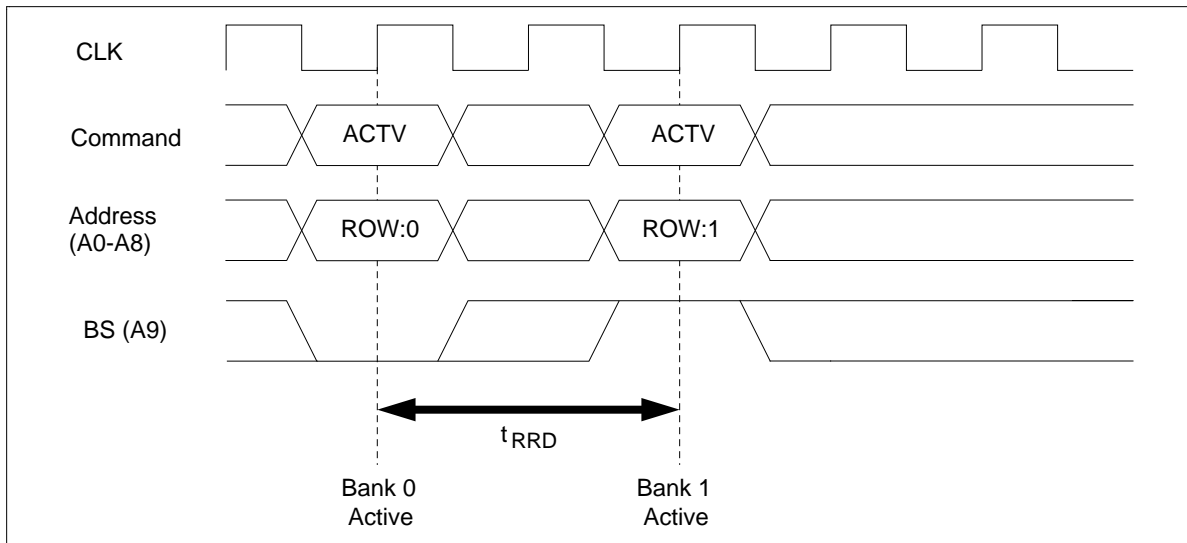 CLK
Command
ACTV
ACTV
Address
(A0-A8)
ROW:0
ROW:1
BS (A9)
tRRD
Bank 0
Active
Bank 1
Active